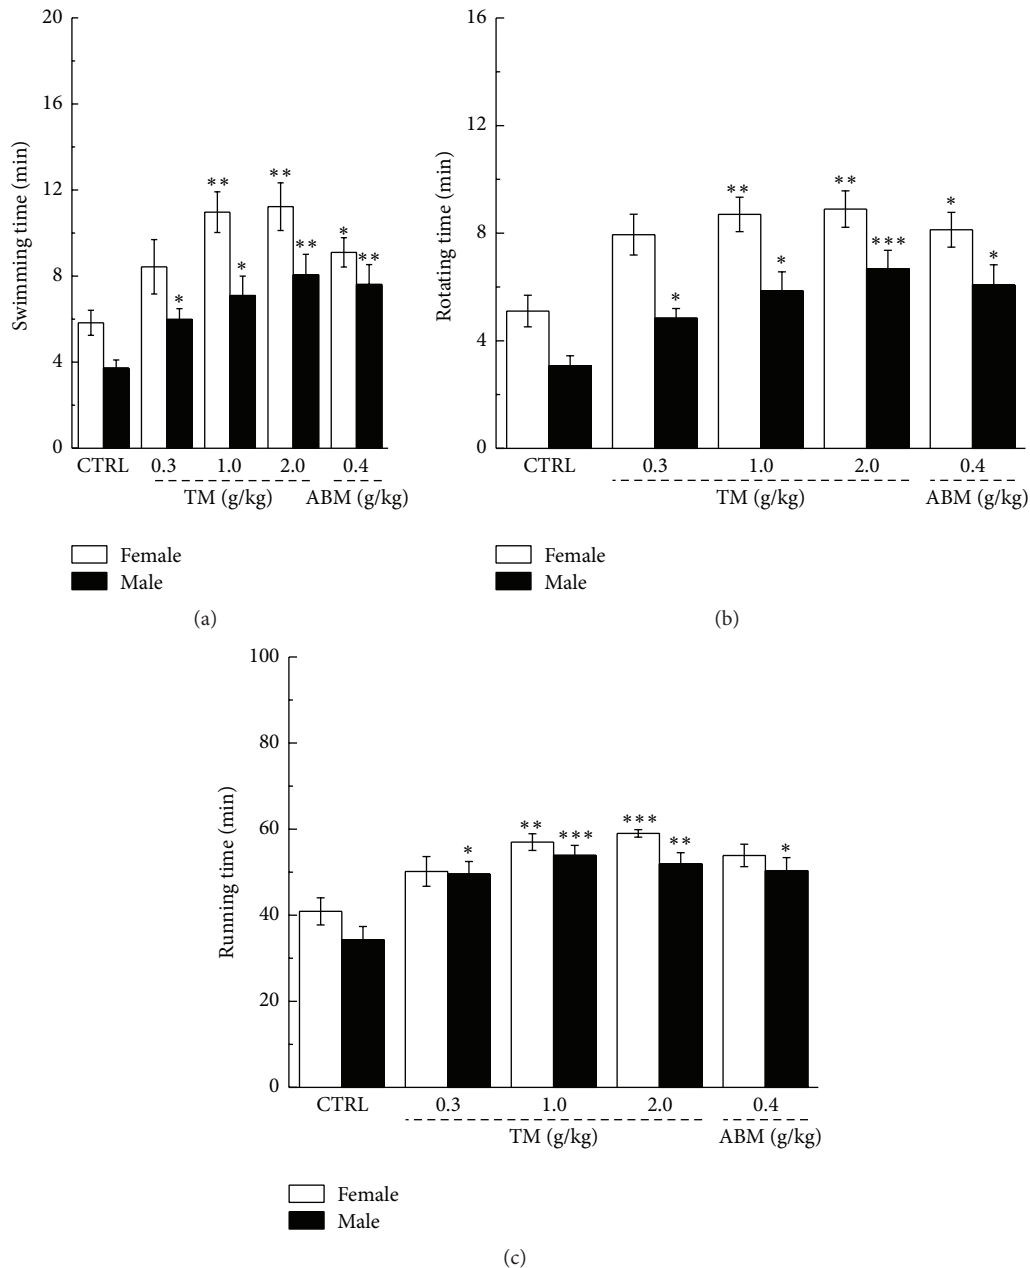 20
16
12
8
4
0
Swimming time (min)
** ** * * * ** **
CTRL 0.3 1.0 2.0 0.4
TM (g/kg) ABM (g/kg)
Female
Male
(a)
16
12
8
4
0
Rotating time (min)
** ** * * * *** *
CTRL 0.3 1.0 2.0 0.4
TM (g/kg) ABM (g/kg)
Female
Male
(b)
100
80
60
40
20
0
Running time (min)
* ** *** *** ** *
CTRL 0.3 1.0 2.0 0.4
TM (g/kg) ABM (g/kg)
Female
Male
(c)